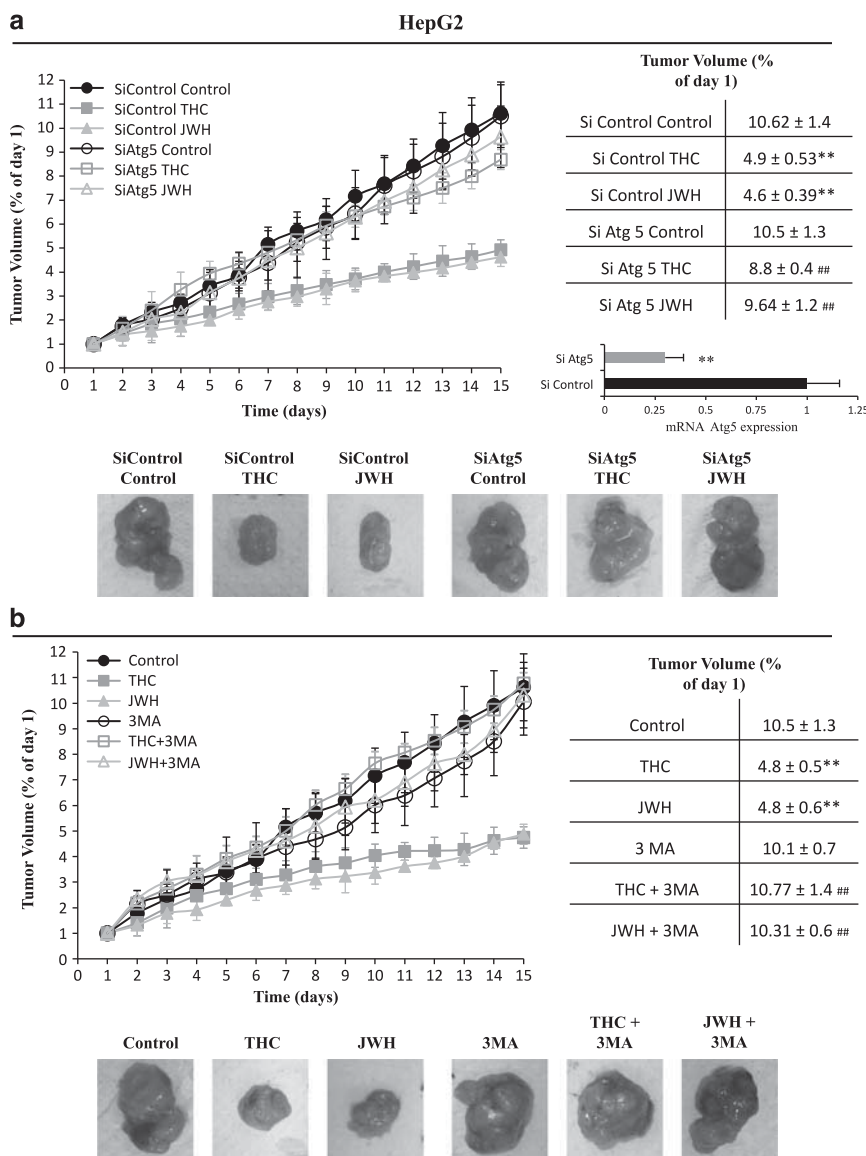 a
HepG2
Tumor Volume (% of day 1)
12
11
10
9
8
7
6
5
4
3
2
1
0
SiControl Control
SiControl THC
SiControl JWH
SiAtg5 Control
SiAtg5 THC
SiAtg5 JWH
0 1 2 3 4 5 6 7 8 9 10 11 12 13 14 15
Time (days)
Tumor Volume (%
of day 1)
Si Control Control 10.62 ± 1.4
Si Control THC 4.9 ± 0.53**
Si Control JWH 4.6 ± 0.39**
Si Atg 5 Control 10.5 ± 1.3
Si Atg 5 THC 8.8 ± 0.4 ##
Si Atg 5 JWH 9.64 ± 1.2 ##
Si Atg5 **
Si Control
0 0.25 0.5 0.75 1 1.25
mRNA Atg5 expression
SiControl SiControl SiControl SiAtg5 SiAtg5 SiAtg5
Control THC JWH Control THC JWH
b
Tumor Volume (% of day 1)
12
11
10
9
8
7
6
5
4
3
2
1
0
Control
THC
JWH
3MA
THC+3MA
JWH+3MA
0 1 2 3 4 5 6 7 8 9 10 11 12 13 14 15
Time (days)
Tumor Volume (%
of day 1)
Control 10.5 ± 1.3
THC 4.8 ± 0.5**
JWH 4.8 ± 0.6**
3 MA 10.1 ± 0.7
THC + 3MA 10.77 ± 1.4 ##
JWH + 3MA 10.31 ± 0.6 ##
Control THC JWH 3MA THC + 3MA JWH + 3MA